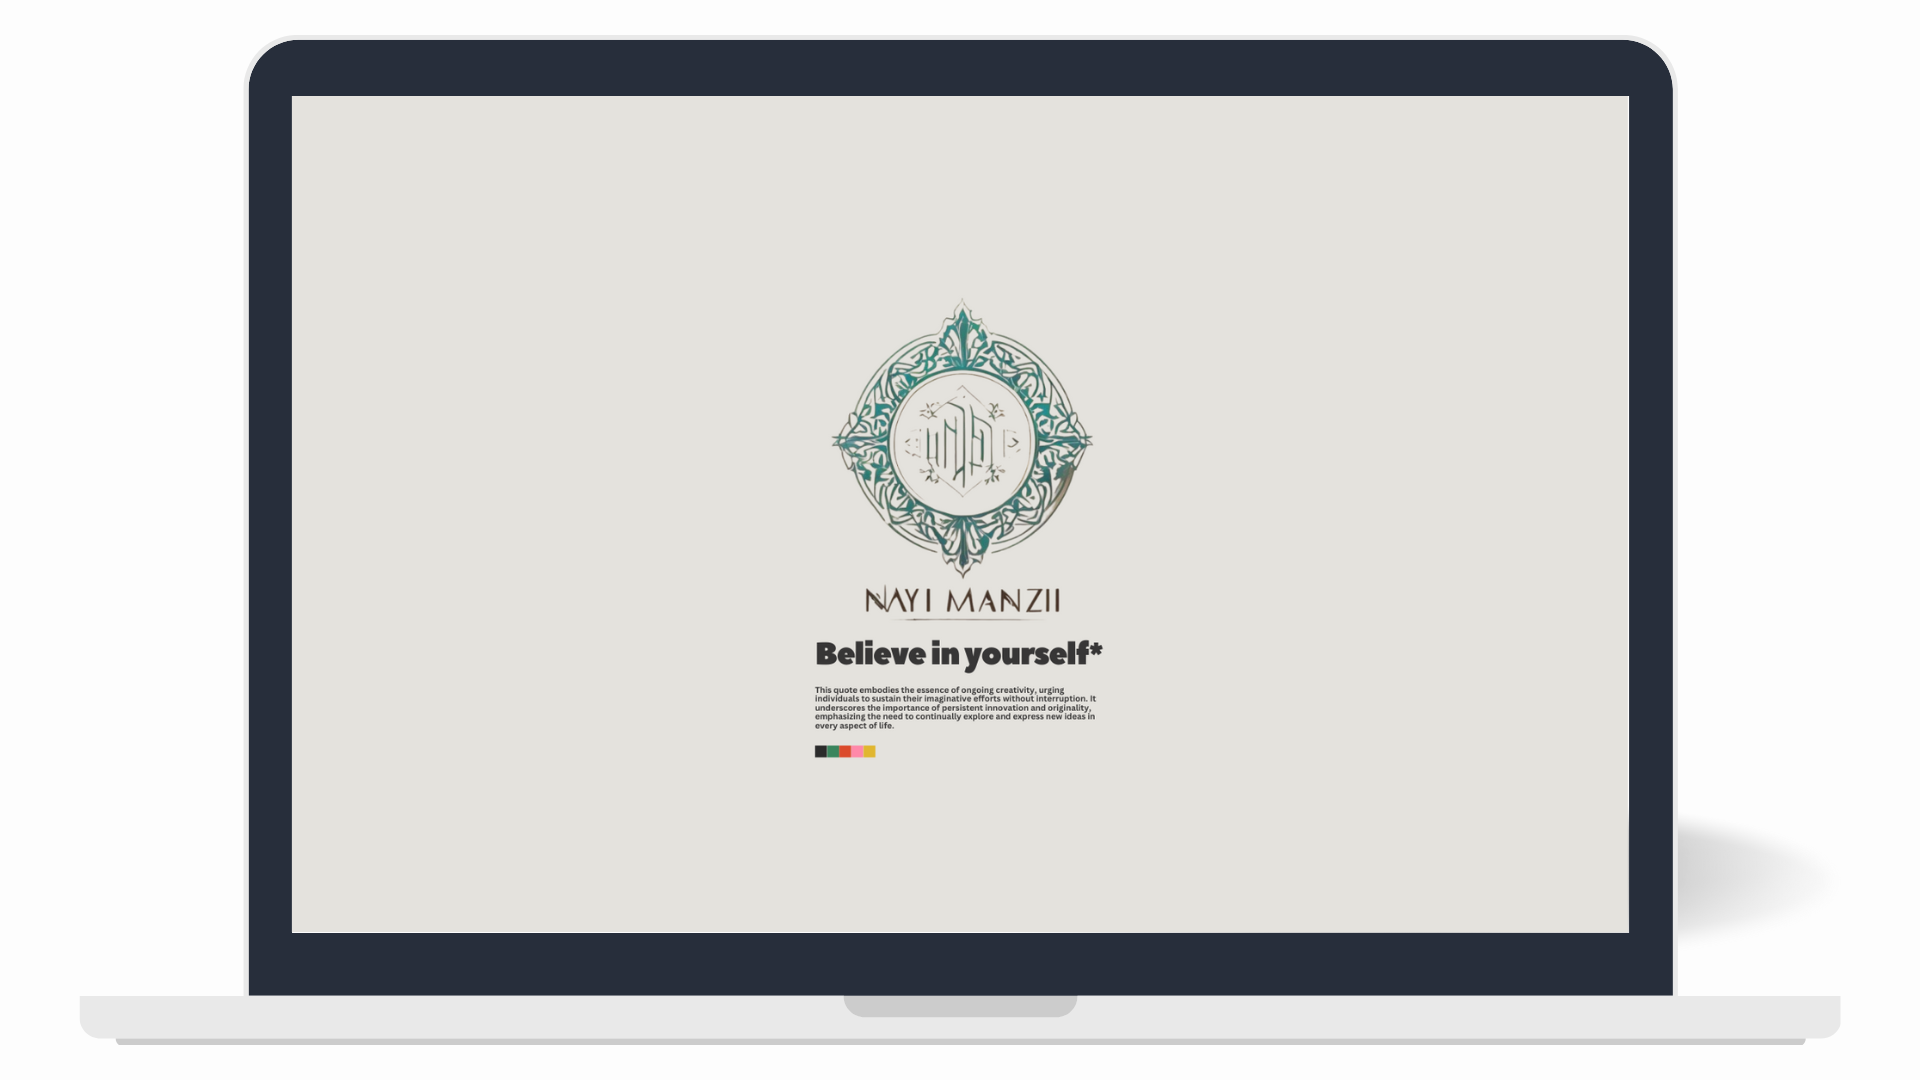 NAYI MANZII
Believe in yourself*
This quote embodies the essence of ongoing creativity, urging
individuals to sustain their imaginative efforts without interruption. It
underscores the importance of persistent innovation and originality,
emphasizing the need to continually explore and express new ideas in
every aspect of life.